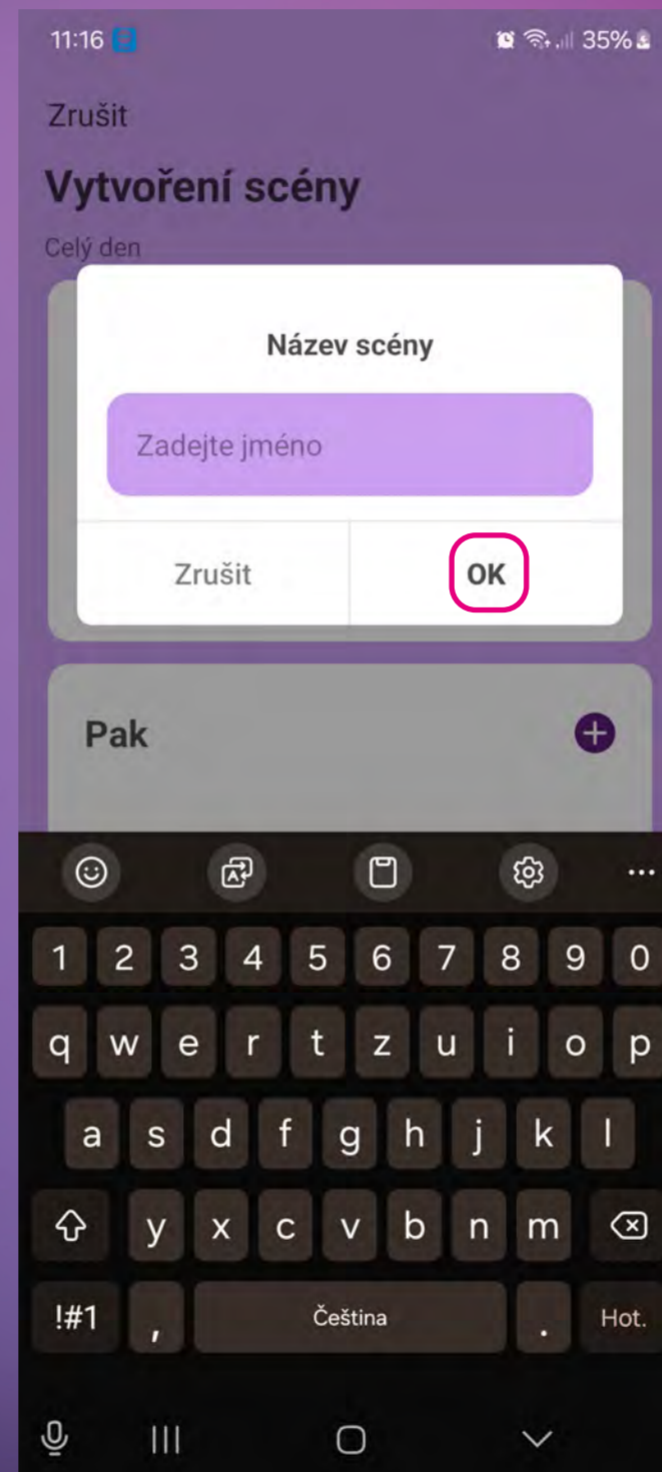 11:16 35%
Zrušit
Vytvoření scény
Celý den
Název scény
Zadejte jméno
Zrušit OK
Pak
1 2 3 4 5 6 7 8 9 0
q w e r t z u i o p
a s d f g h j k l
y x c v b n m
!#1 , Čeština . Hot.